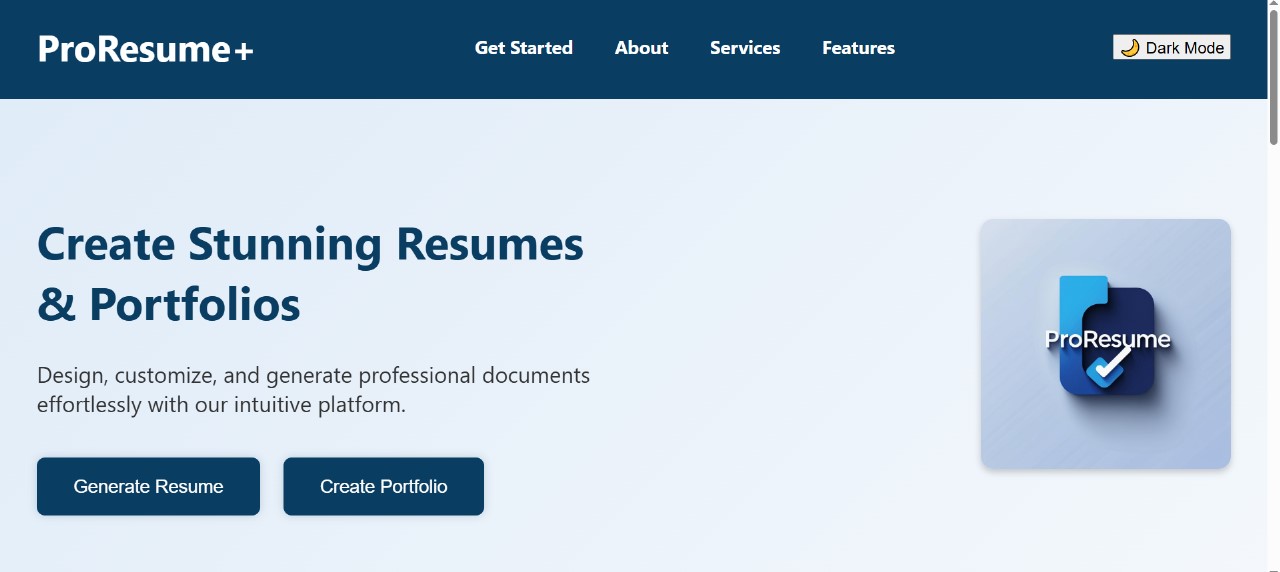 ProResume+
Get Started
About
Services
Features
🌙 Dark Mode
Create Stunning Resumes
& Portfolios
ProResume
Design, customize, and generate professional documents
effortlessly with our intuitive platform.
Generate Resume
Create Portfolio